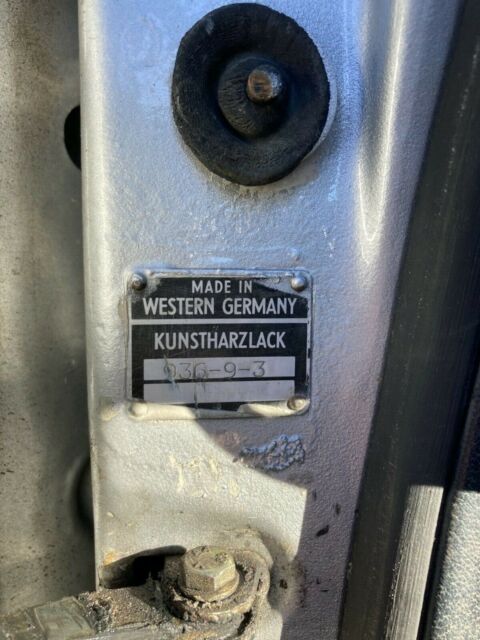 MADE IN
WESTERN GERMANY
KUNSTHARZLACK
936-9-3